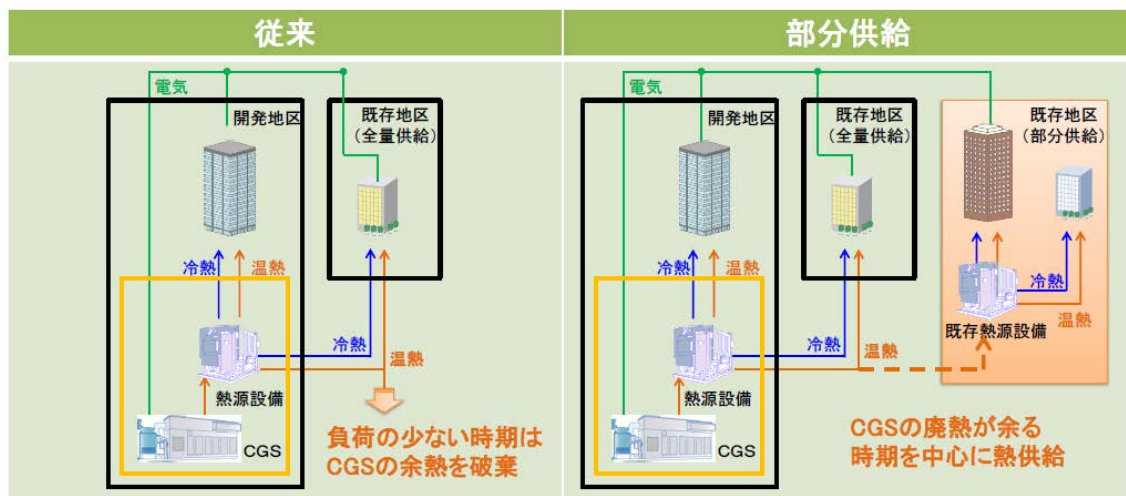 従来
電気
開発地区
既存地区
(全量供給)
冷熱
温熱
冷熱
温熱
熱源設備
CGS
負荷の少ない時期は
CGSの余熱を破棄
部分供給
電気
開発地区
既存地区
(全量供給)
既存地区
(部分供給)
冷熱
温熱
冷熱
温熱
冷熱
温熱
既存熱源設備
熱源設備
CGS
CGSの廃熱が余る
時期を中心に熱供給